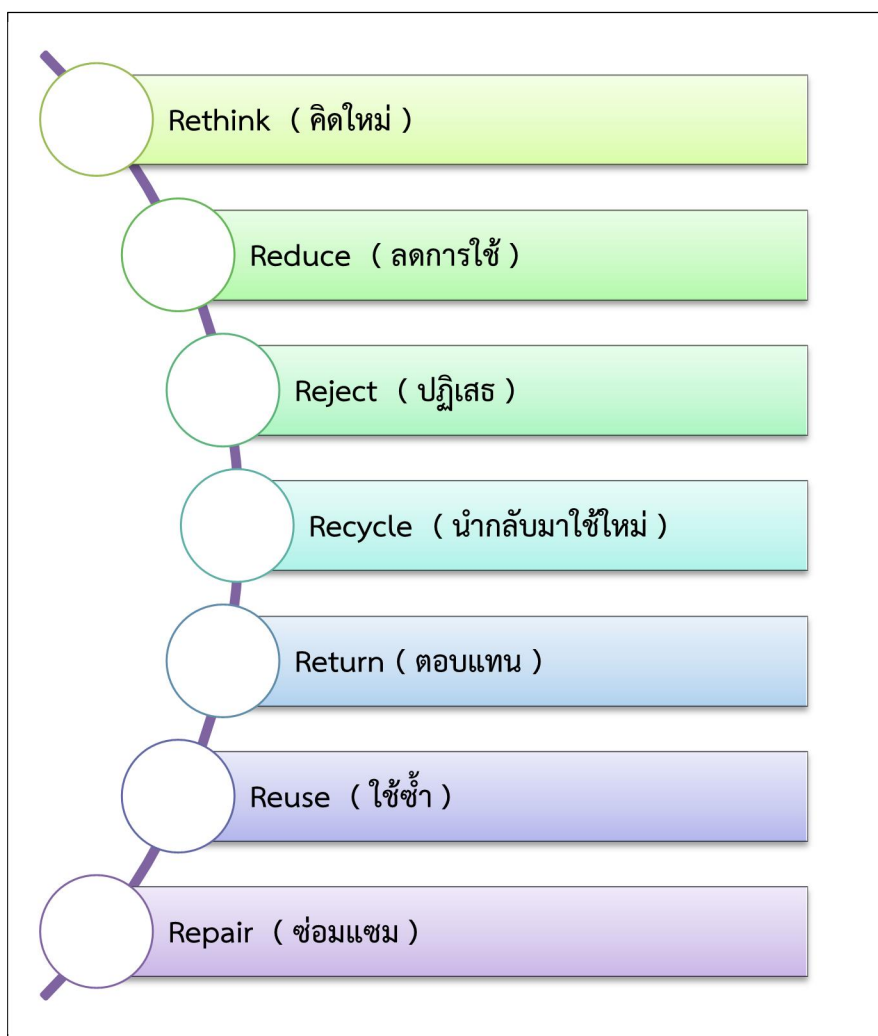 Rethink ( คิดใหม่ )
Reduce ( ลดการใช้ )
Reject ( ปฏิเสธ )
Recycle ( นำกลับมาใช้ใหม่ )
Return ( ตอบแทน )
Reuse ( ใช้ซ้ำ )
Repair ( ซ่อมแซม )